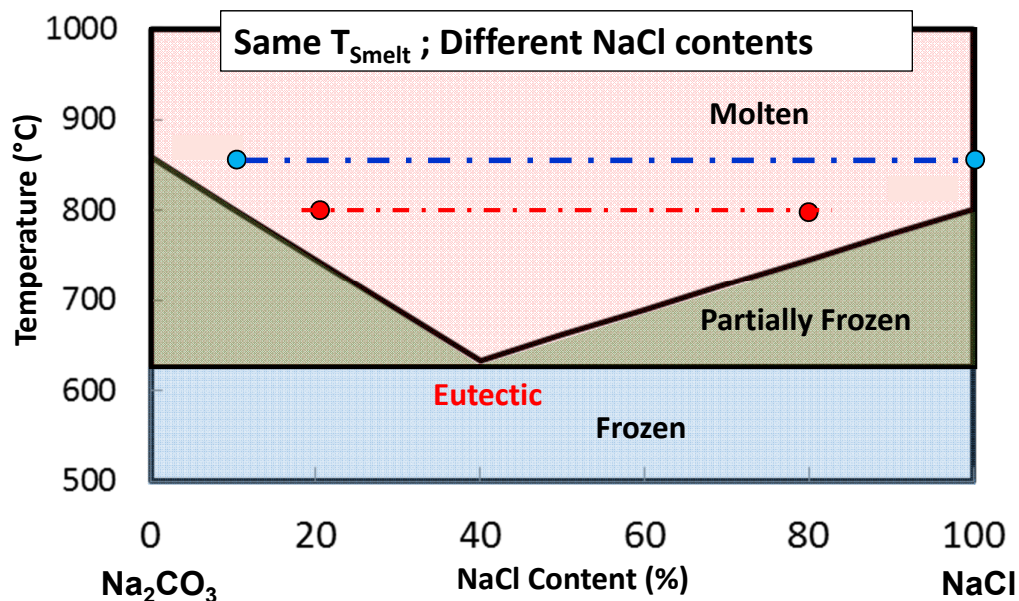 Same T_Smelt ; Different NaCl contents
1000
900
800
700
600
500
Temperature (°C)
Molten
Partially Frozen
Eutectic
Frozen
0
20
40
60
80
100
Na₂CO₃
NaCl Content (%)
NaCl